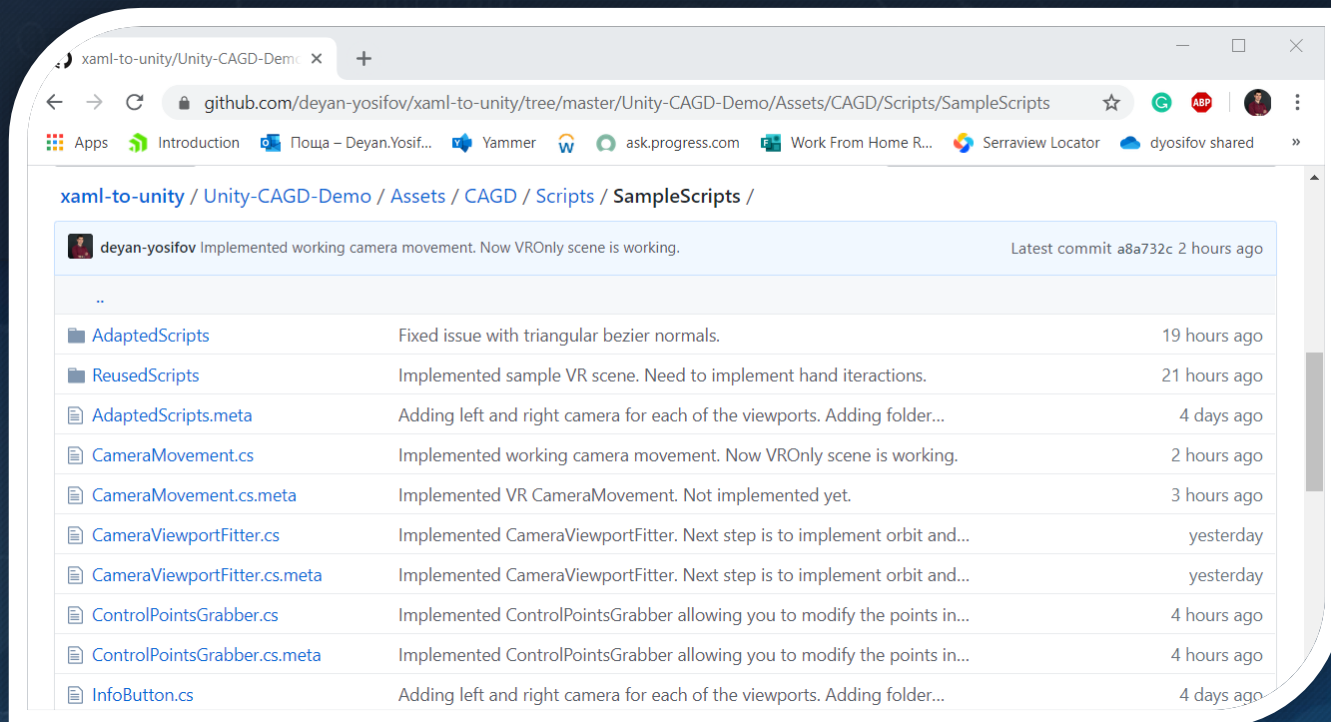 xaml-to-unity/Unity-CAGD-Demo
github.com/deyan-yosifov/xaml-to-unity/tree/master/Unity-CAGD-Demo/Assets/CAGD/Scripts/SampleScripts
G ABP
Apps Introduction Поща – Deyan.Yosif... Yammer ask.progress.com Work From Home R... Serraview Locator dyosifov shared »
xaml-to-unity / Unity-CAGD-Demo / Assets / CAGD / Scripts / SampleScripts /
deyan-yosifov Implemented working camera movement. Now VROnly scene is working. Latest commit a8a732c 2 hours ago
..
AdaptedScripts Fixed issue with triangular bezier normals. 19 hours ago
ReusedScripts Implemented sample VR scene. Need to implement hand iteractions. 21 hours ago
AdaptedScripts.meta Adding left and right camera for each of the viewports. Adding folder... 4 days ago
CameraMovement.cs Implemented working camera movement. Now VROnly scene is working. 2 hours ago
CameraMovement.cs.meta Implemented VR CameraMovement. Not implemented yet. 3 hours ago
CameraViewportFitter.cs Implemented CameraViewportFitter. Next step is to implement orbit and... yesterday
CameraViewportFitter.cs.meta Implemented CameraViewportFitter. Next step is to implement orbit and... yesterday
ControlPointsGrabber.cs Implemented ControlPointsGrabber allowing you to modify the points in... 4 hours ago
ControlPointsGrabber.cs.meta Implemented ControlPointsGrabber allowing you to modify the points in... 4 hours ago
InfoButton.cs Adding left and right camera for each of the viewports. Adding folder... 4 days ago